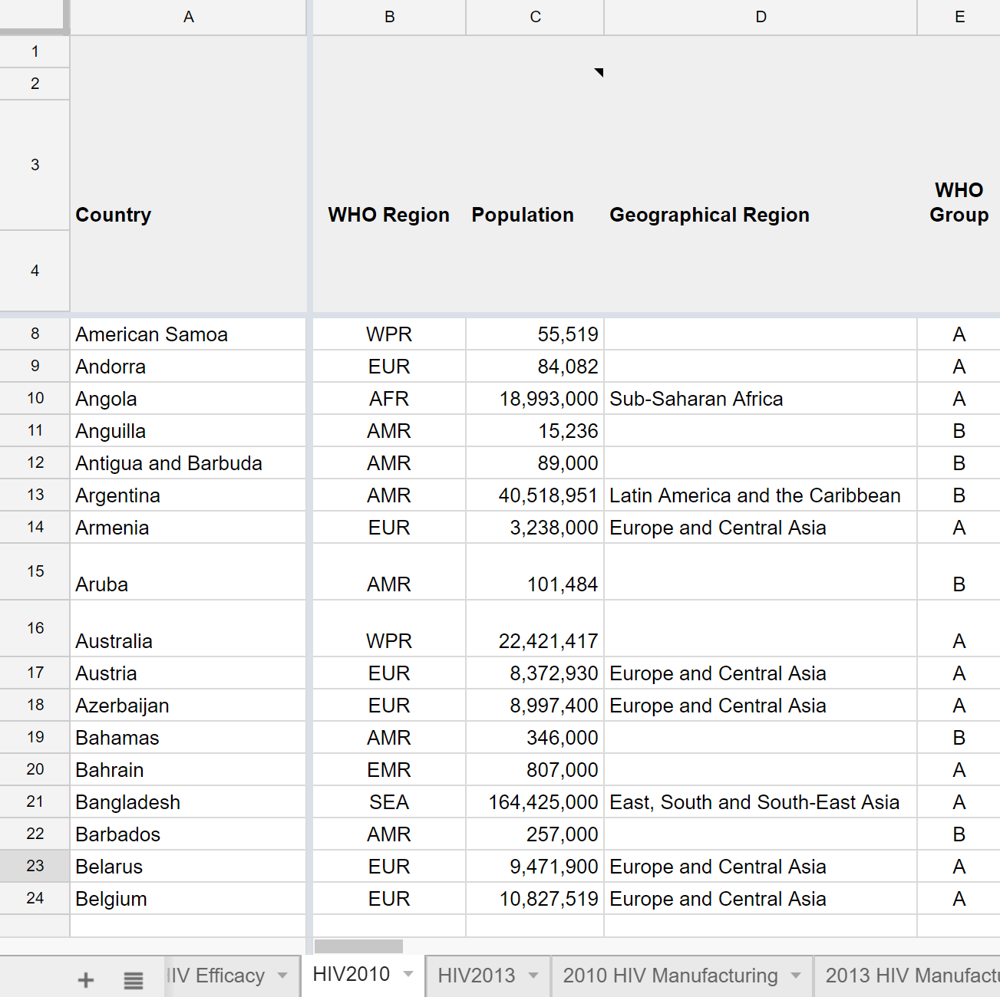 A B C D E
1
2
3
4
Country WHO Region Population Geographical Region WHO Group
8 American Samoa WPR 55,519 A
9 Andorra EUR 84,082 A
10 Angola AFR 18,993,000 Sub-Saharan Africa A
11 Anguilla AMR 15,236 B
12 Antigua and Barbuda AMR 89,000 B
13 Argentina AMR 40,518,951 Latin America and the Caribbean B
14 Armenia EUR 3,238,000 Europe and Central Asia A
15 Aruba AMR 101,484 B
16 Australia WPR 22,421,417 A
17 Austria EUR 8,372,930 Europe and Central Asia A
18 Azerbaijan EUR 8,997,400 Europe and Central Asia A
19 Bahamas AMR 346,000 B
20 Bahrain EMR 807,000 A
21 Bangladesh SEA 164,425,000 East, South and South-East Asia A
22 Barbados AMR 257,000 B
23 Belarus EUR 9,471,900 Europe and Central Asia A
24 Belgium EUR 10,827,519 Europe and Central Asia A
IV Efficacy HIV2010 HIV2013 2010 HIV Manufacturing 2013 HIV Manufact